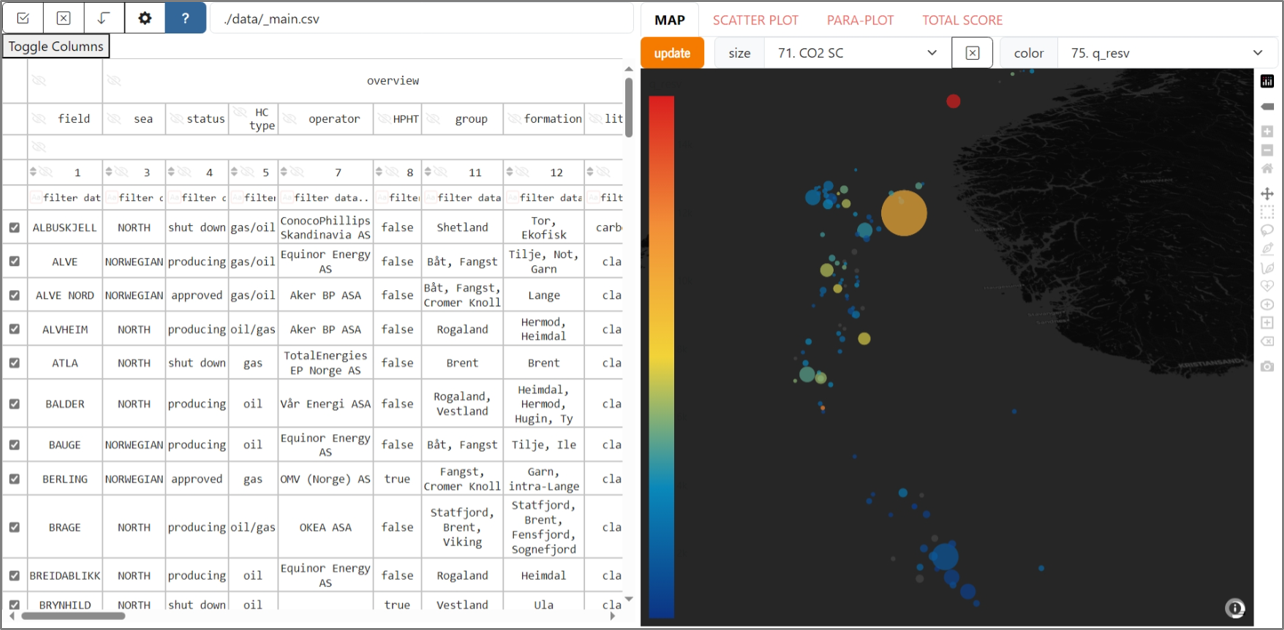 ? ./data/_main.csv
Toggle Columns
overview
field sea status HC type operator HPHT group formation lit
1 3 4 5 7 8 11 12
filter dat filter c filter c filter filter data.. filter filter data filter data filt
ALBUSKJELL NORTH shut down gas/oil ConocoPhillips Skandinavia AS false Shetland Tor, Ekofisk carb
ALVE NORWEGIAN producing gas/oil Equinor Energy AS false Båt, Fangst Tilje, Not, Garn cla
ALVE NORD NORWEGIAN approved gas/oil Aker BP ASA false Båt, Fangst, Cromer Knoll Lange cla
ALVHEIM NORTH producing oil/gas Aker BP ASA false Rogaland Hermod, Heimdal cla
ATLA NORTH shut down gas TotalEnergies EP Norge AS false Brent Brent cla
BALDER NORTH producing oil Vår Energi ASA false Rogaland, Vestland Heimdal, Hermod, Hugin, Ty cla
BAUGE NORWEGIAN producing oil Equinor Energy AS false Båt, Fangst Tilje, Ile cla
BERLING NORWEGIAN approved gas OMV (Norge) AS true Fangst, Cromer Knoll Garn, intra-Lange cla
BRAGE NORTH producing oil/gas OKEA ASA false Statfjord, Brent, Viking Statfjord, Brent, Fensfjord, Sognefjord cla
BREIDABLIKK NORTH producing oil Equinor Energy AS false Rogaland Heimdal cla
BRYNHILD NORTH shut down oil true Vestland Ula cla
MAP SCATTER PLOT PARA-PLOT TOTAL SCORE
update size 71. CO2 SC color 75. q_resv